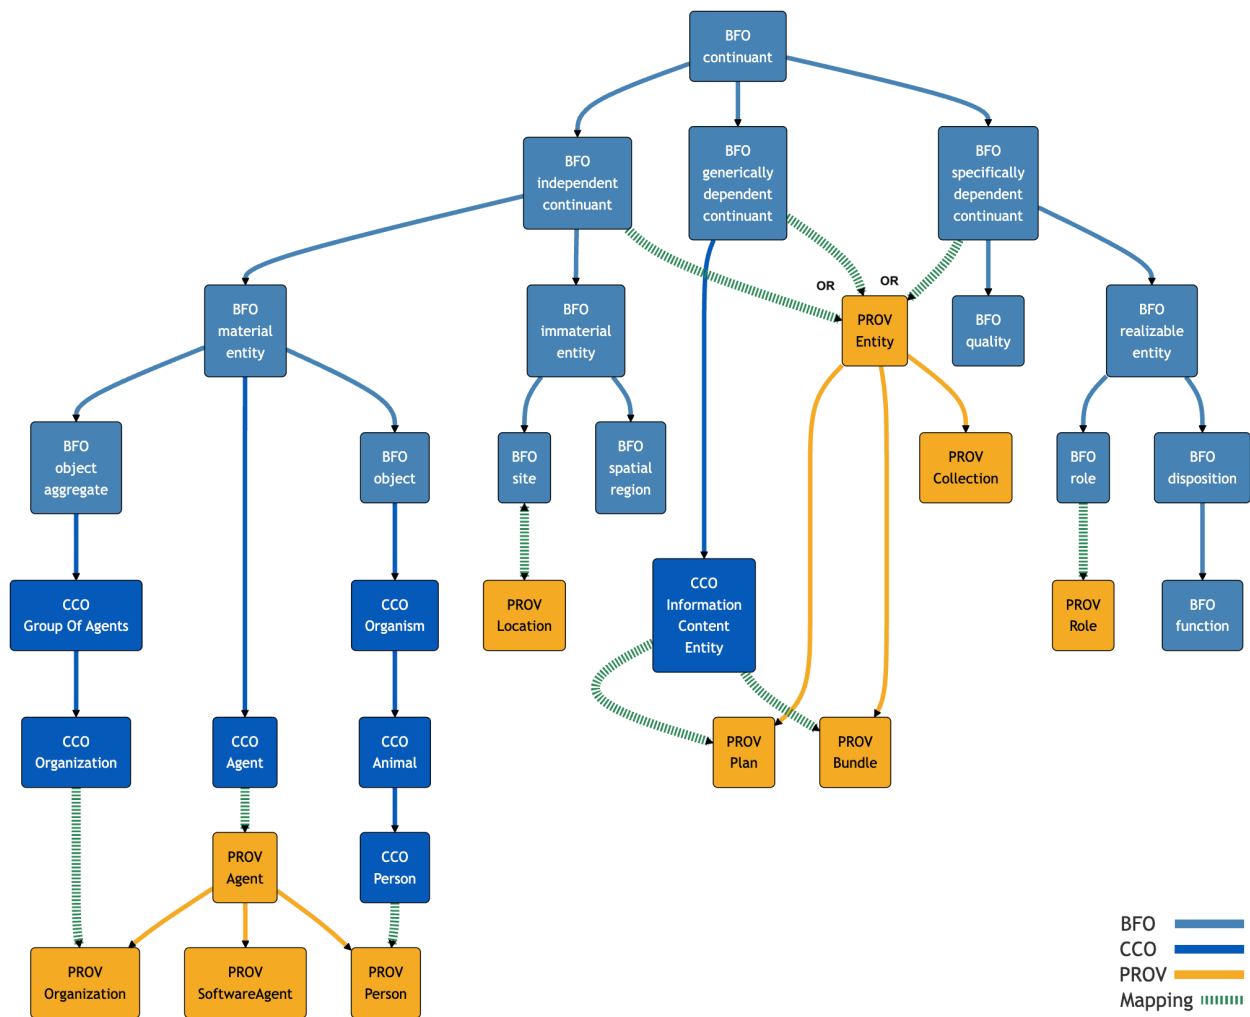 BFO
continuant
BFO
independent
continuant
BFO
generically
dependent
continuant
BFO
specifically
dependent
continuant
BFO
material
entity
BFO
immaterial
entity
OR
OR
PROV
Entity
BFO
quality
BFO
realizable
entity
BFO
object
aggregate
BFO
object
BFO
site
BFO
spatial
region
PROV
Collection
BFO
role
BFO
disposition
CCO
Group Of Agents
CCO
Organism
PROV
Location
CCO
Information
Content
Entity
PROV
Role
BFO
function
CCO
Organization
CCO
Agent
CCO
Animal
PROV
Plan
PROV
Bundle
PROV
Agent
CCO
Person
PROV
Organization
PROV
SoftwareAgent
PROV
Person
BFO
CCO
PROV
Mapping